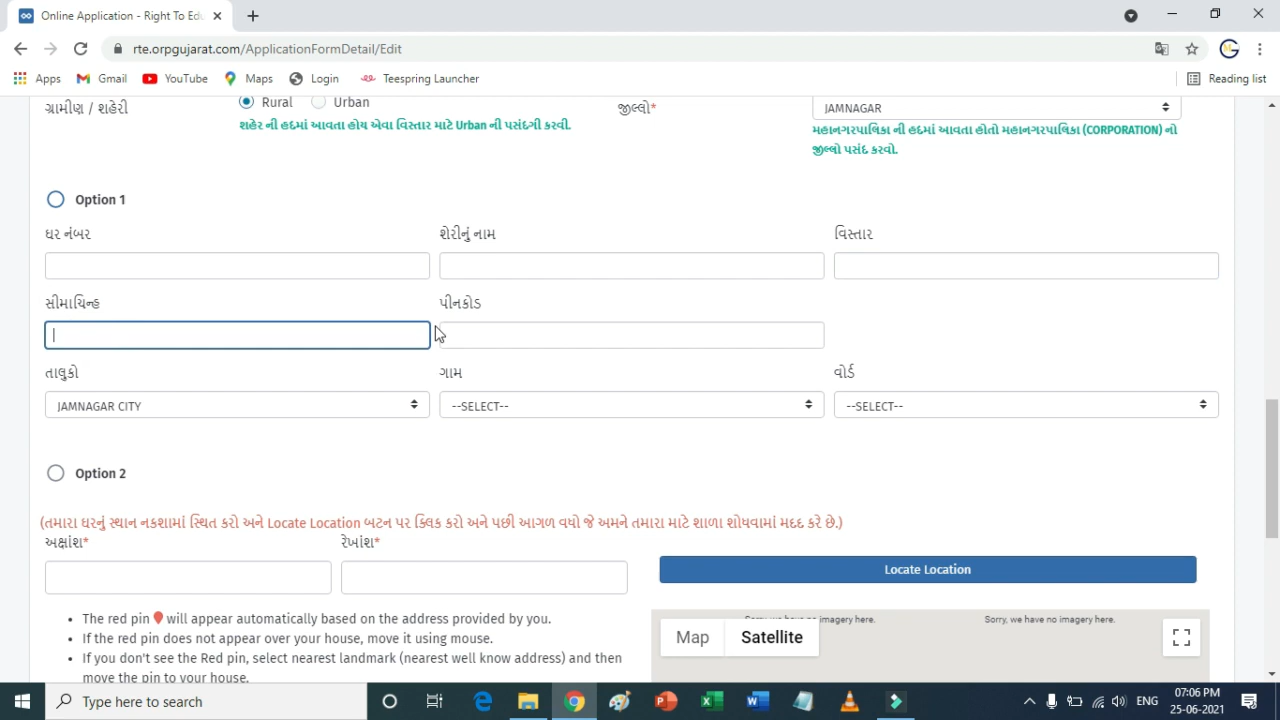 Online Application - Right To Edu
rte.orpgujarat.com/ApplicationFormDetail/Edit
Apps Gmail YouTube Maps Login Teespring Launcher Reading list
ગ્રામીણ / શહેરી Rural Urban જીલ્લો* JAMNAGAR
શહેર ની હદમાં આવતા હોય એવા વિસ્તાર માટે Urban ની પસંદગી કરવી.
મહાનગરપાલિકા ની હદમાં આવતા હોતો મહાનગરપાલિકા (CORPORATION) નો
જીલ્લો પસંદ કરવો.
Option 1
ઘર નંબર શેરીનું નામ વિસ્તાર
સીમાચિન્હ પીનકોડ
તાલુકો ગામ વોર્ડ
JAMNAGAR CITY --SELECT-- --SELECT--
Option 2
(તમારા ઘરનું સ્થાન નકશામાં સ્થિત કરો અને Locate Location બટન પર ક્લિક કરો અને પછી આગળ વધો જે અમને તમારા માટે શાળા શોધવામાં મદદ કરે છે.)
અક્ષાંશ* રેખાંશ*
Locate Location
The red pin will appear automatically based on the address provided by you.
If the red pin does not appear over your house, move it using mouse.
If you don't see the Red pin, select nearest landmark (nearest well know address) and then
move the pin to your house.
Sorry, we have no imagery here. Sorry, we have no imagery here.
Map Satellite
Type here to search
ENG
07:06 PM
25-06-2021